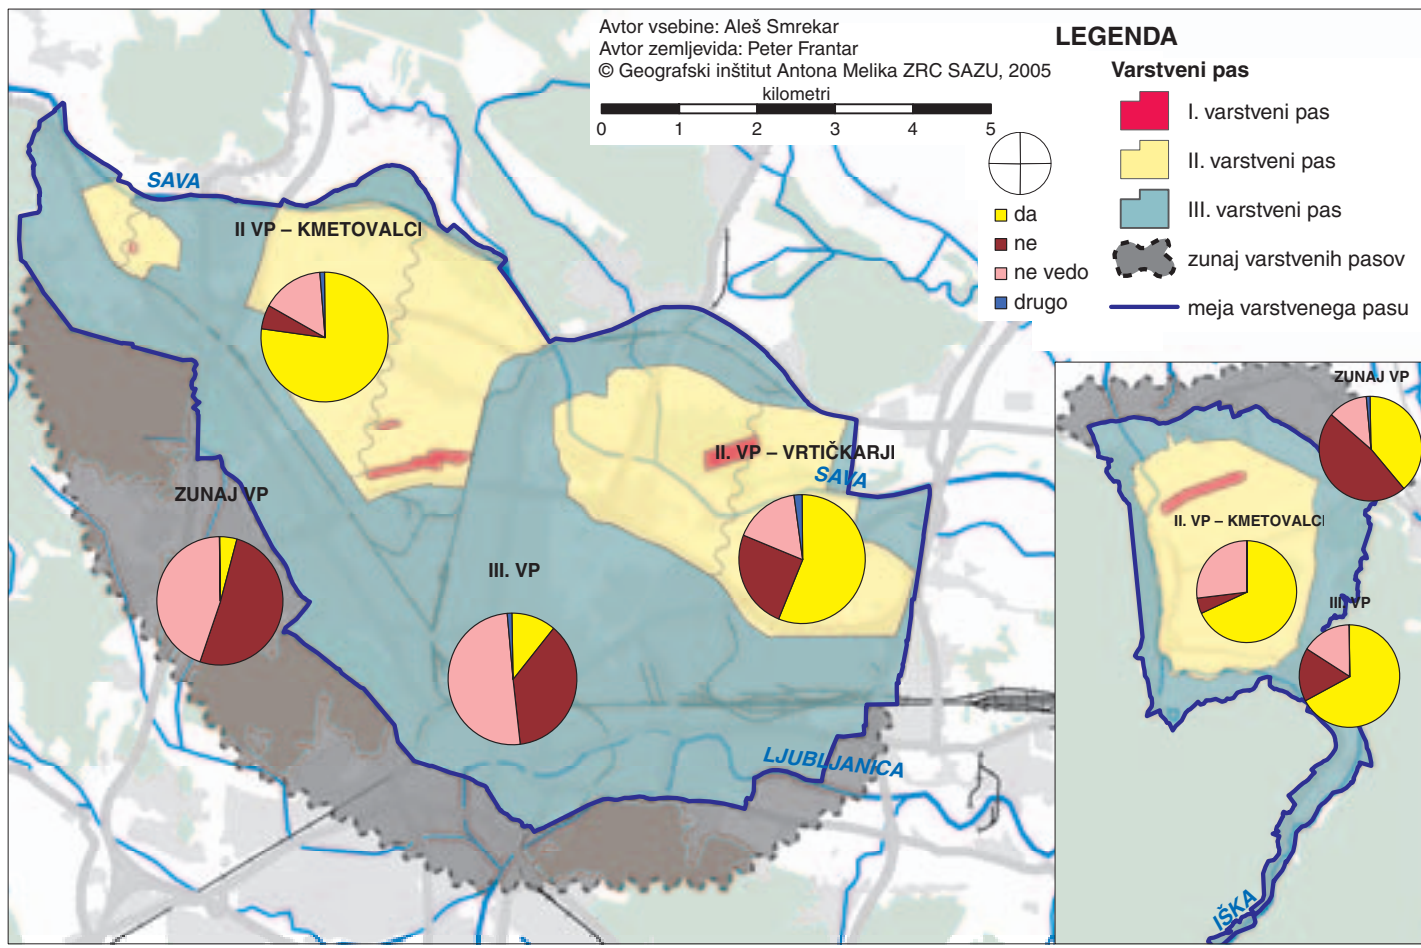 Avtor vsebine: Aleš Smrekar
Avtor zemljevida: Peter Frantar
© Geografski inštitut Antona Melika ZRC SAZU, 2005
kilometri
0 1 2 3 4 5
LEGENDA
Varstveni pas
I. varstveni pas
II. varstveni pas
III. varstveni pas
zunaj varstvenih pasov
meja varstvenega pasu
da
ne
ne vedo
drugo
SAVA
II VP – KMETOVALCI
II. VP – VRTIČKARJI
SAVA
ZUNAJ VP
III. VP
LJUBLJANICA
ZUNAJ VP
II. VP – KMETOVALCI
III. VP
IŠKA